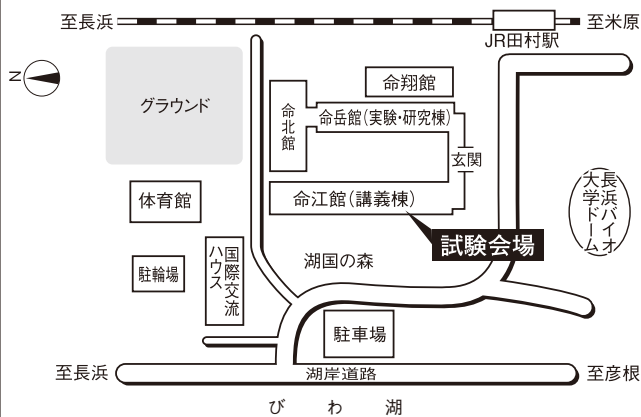 至長浜
至米原
JR田村駅
N
グラウンド
命翔館
命北館
命岳館(実験・研究棟)
玄関
命江館(講義棟)
長浜バイオ
大学ドーム
体育館
試験会場
国際交流
ハウス
湖国の森
駐輪場
駐車場
至長浜
湖岸道路
至彦根
びわ湖